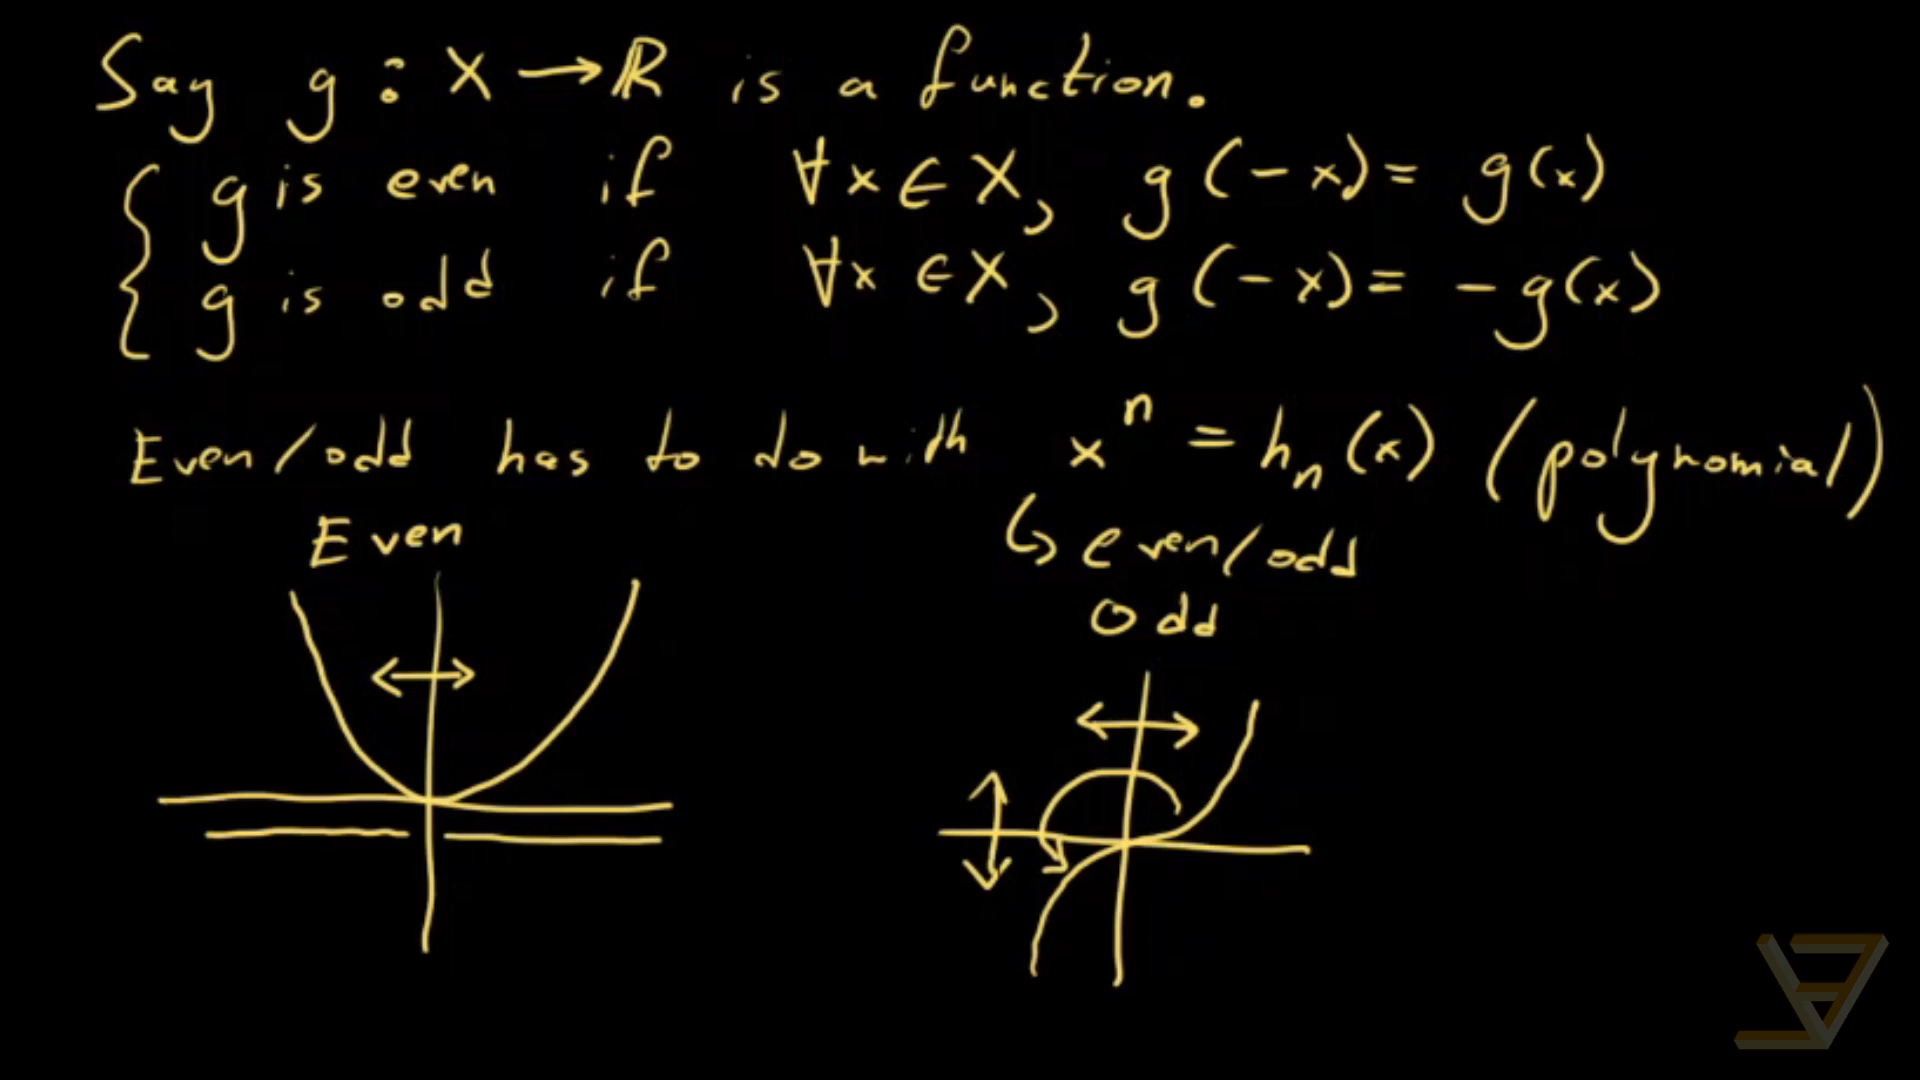 Say g : X → ℝ is a function.
{ g is even if ∀x ∈ X, g(-x) = g(x)
g is odd if ∀x ∈ X, g(-x) = -g(x)
Even/odd has to do with xⁿ = hₙ(x) (polynomial)
↳ even/odd
Even
Odd